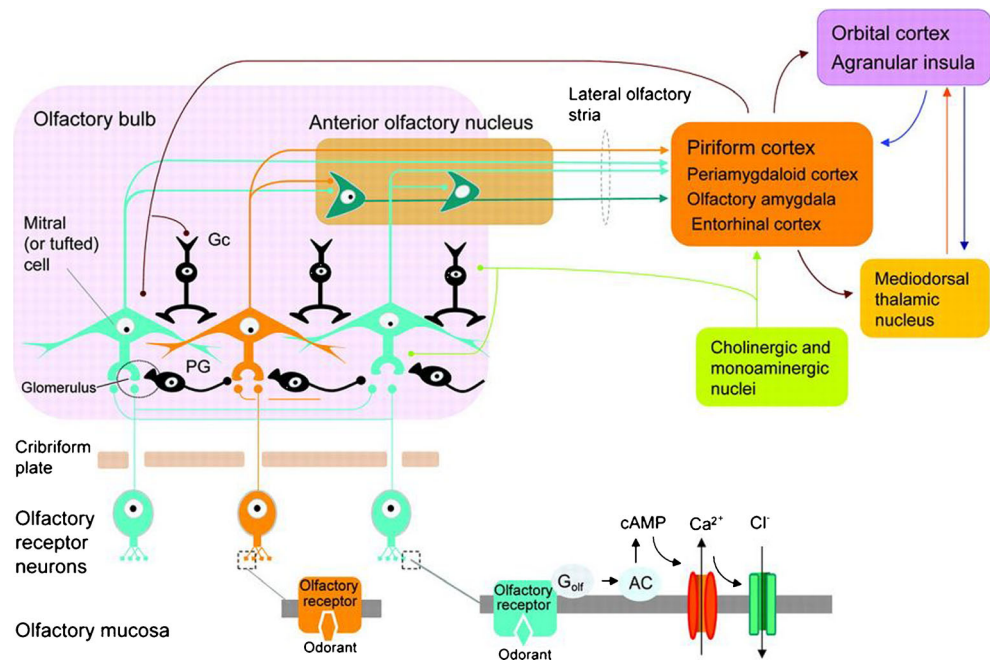 Orbital cortex
Agranular insula
Olfactory bulb
Anterior olfactory nucleus
Lateral olfactory
stria
Piriform cortex
Periamygdaloid cortex
Olfactory amygdala
Entorhinal cortex
Mitral
(or tufted)
cell
Gc
Mediodorsal
thalamic
nucleus
Cholinergic and
monoaminergic
nuclei
PG
Glomerulus
Cribriform
plate
Olfactory
receptor
neurons
cAMP
Ca²⁺
Cl⁻
Golf
AC
Olfactory
receptor
Odorant
Olfactory
receptor
Odorant
Olfactory mucosa